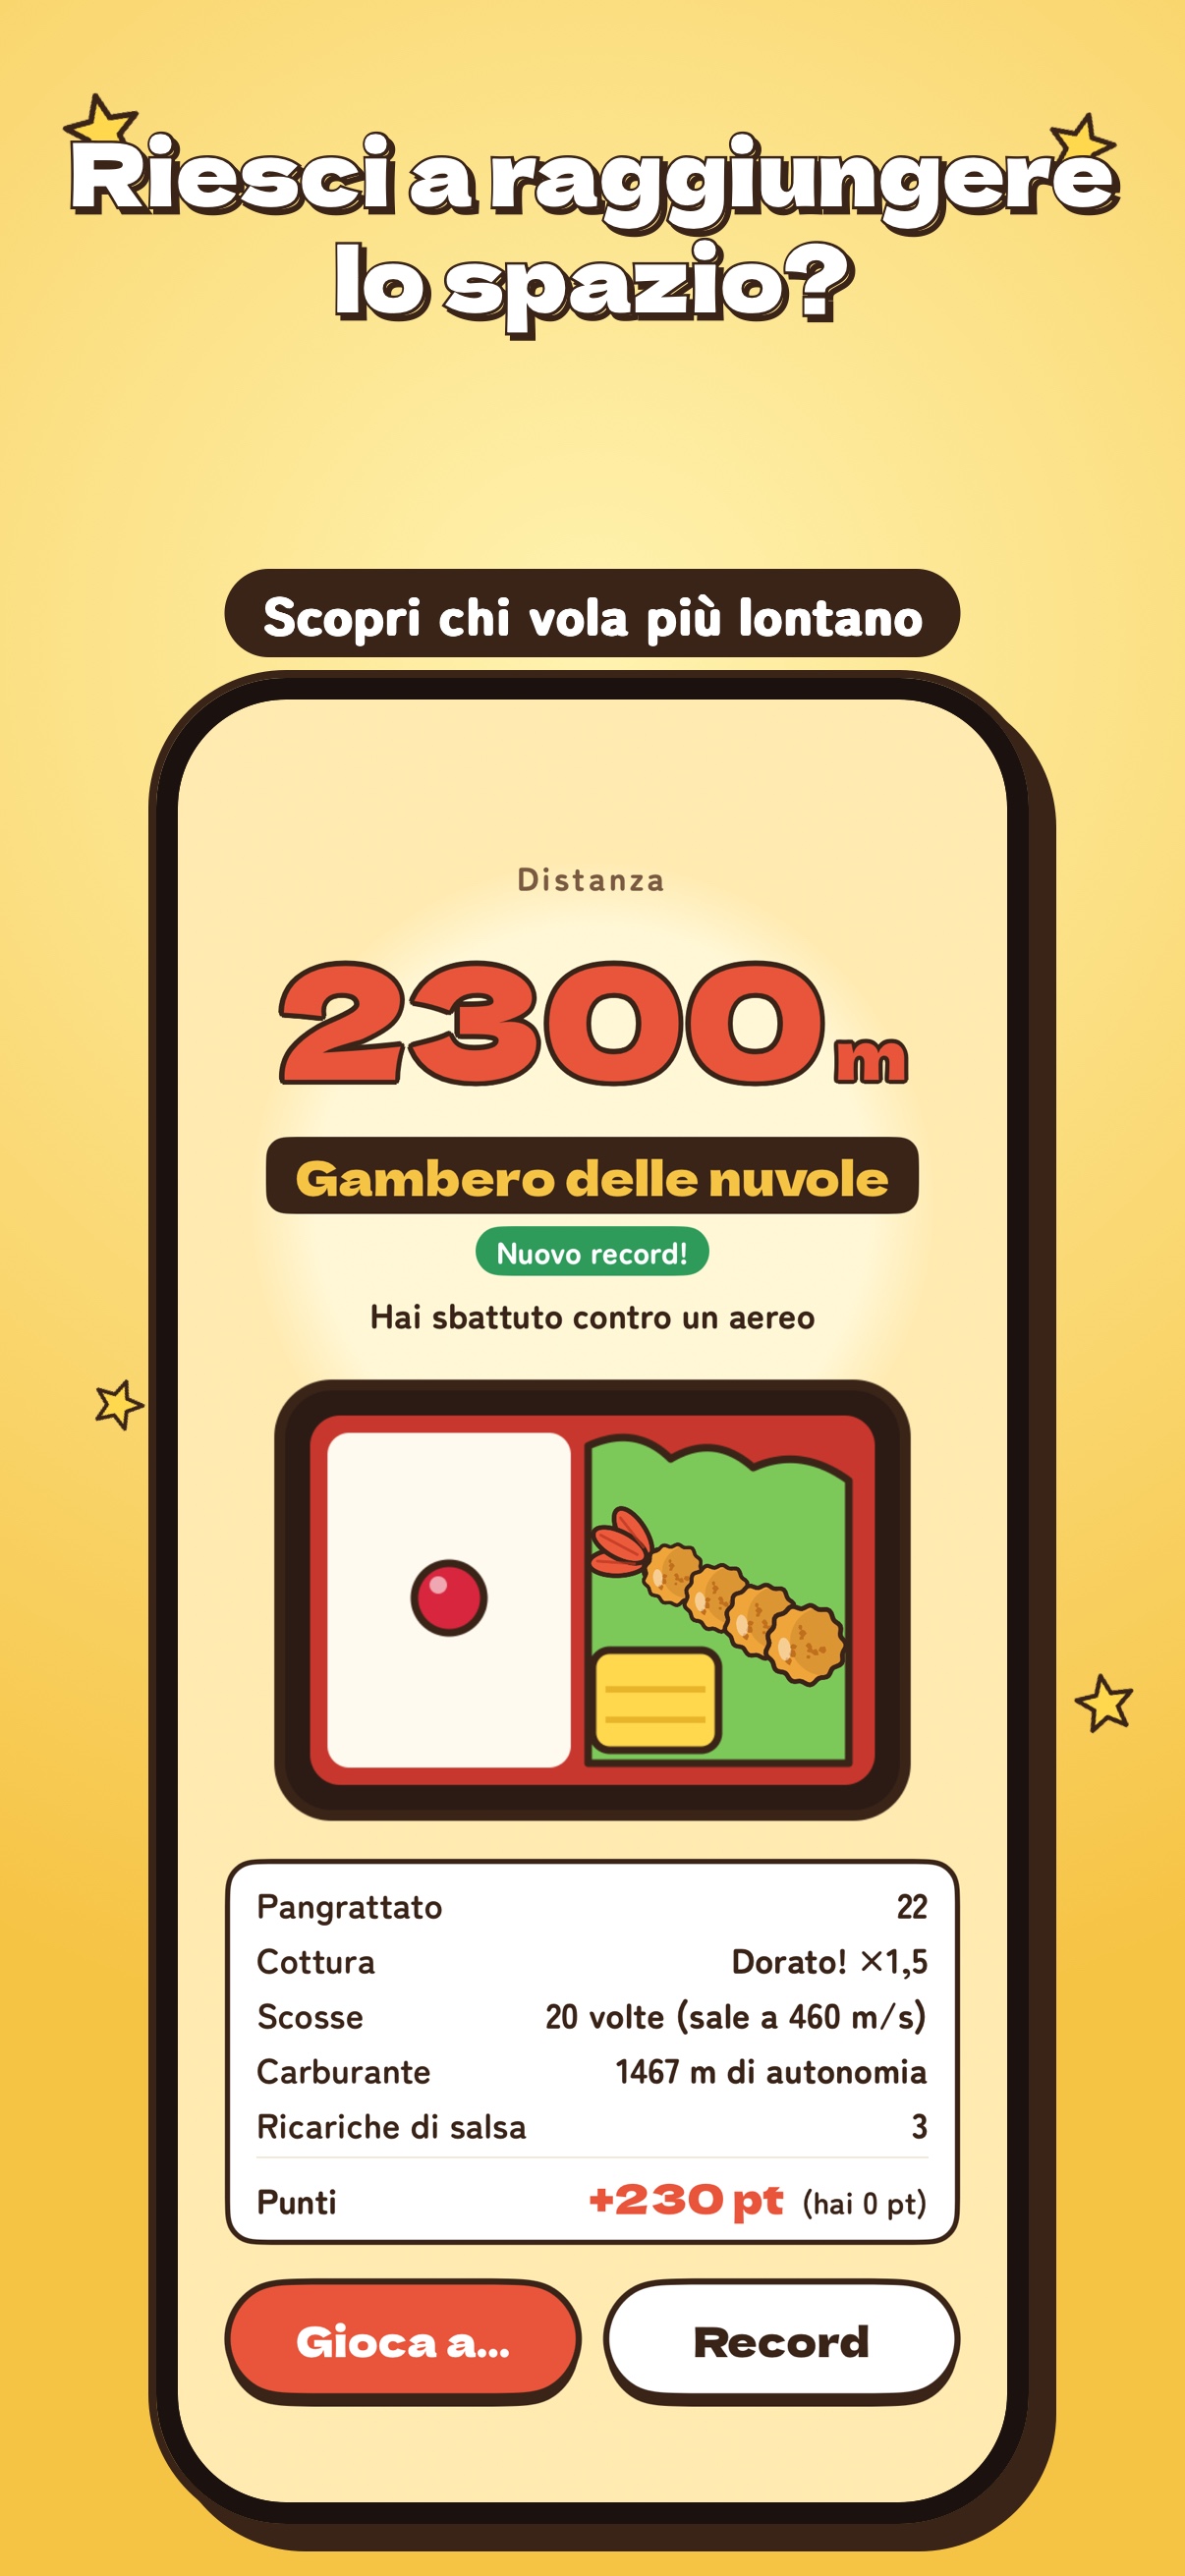 Riesci a raggiungere
lo spazio?
Scopri chi vola più lontano
Distanza
2300 m
Gambero delle nuvole
Nuovo record!
Hai sbattuto contro un aereo
Pangrattato 22
Cottura Dorato! ×1,5
Scosse 20 volte (sale a 460 m/s)
Carburante 1467 m di autonomia
Ricariche di salsa 3
Punti +230 pt (hai 0 pt)
Gioca a... Record